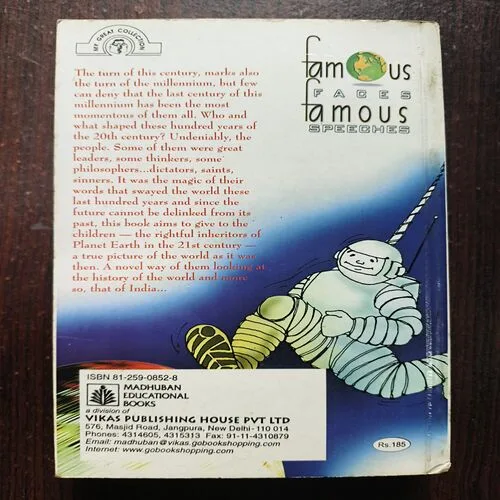 MY GREAT COLLECTION
famous
FACES
famous
SPEECHES
The turn of this century, marks also
the turn of the millennium, but few
can deny that the last century of this
millennium has been the most
momentous of them all. Who and
what shaped these hundred years of
the 20th century? Undeniably, the
people. Some of them were great
leaders, some thinkers, some
philosophers...dictators, saints,
sinners. It was the magic of their
words that swayed the world these
last hundred years and since the
future cannot be delinked from its
past, this book aims to give to the
children — the rightful inheritors of
Planet Earth in the 21st century —
a true picture of the world as it was
then. A novel way of them looking at
the history of the world and more
so, that of India...
ISBN 81-259-0852-8
MADHUBAN
EDUCATIONAL
BOOKS
a division of
VIKAS PUBLISHING HOUSE PVT LTD
576, Masjid Road, Jangpura, New Delhi- 110 014
Phones: 4314605, 4315313 Fax: 91-11-4310879
Email: madhuban@vikas.gobookshopping.com
Internet: www.gobookshopping.com
Rs.185